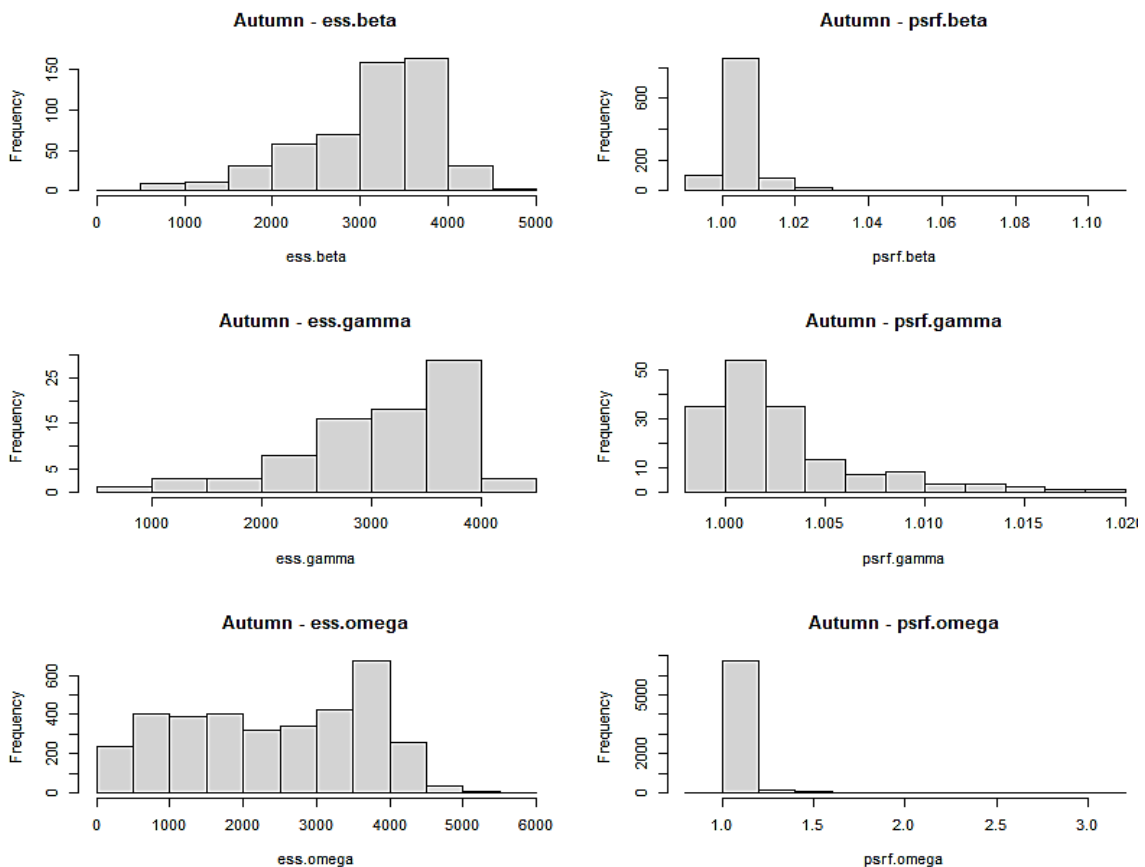 Autumn - ess.beta
Frequency
0 50 100 150
0 1000 2000 3000 4000 5000
ess.beta
Autumn - psrf.beta
Frequency
0 200 600
1.00 1.02 1.04 1.06 1.08 1.10
psrf.beta
Autumn - ess.gamma
Frequency
0 5 15 25
1000 2000 3000 4000
ess.gamma
Autumn - psrf.gamma
Frequency
0 10 30 50
1.000 1.005 1.010 1.015 1.020
psrf.gamma
Autumn - ess.omega
Frequency
0 200 400 600
0 1000 2000 3000 4000 5000 6000
ess.omega
Autumn - psrf.omega
Frequency
0 2000 5000
1.0 1.5 2.0 2.5 3.0
psrf.omega